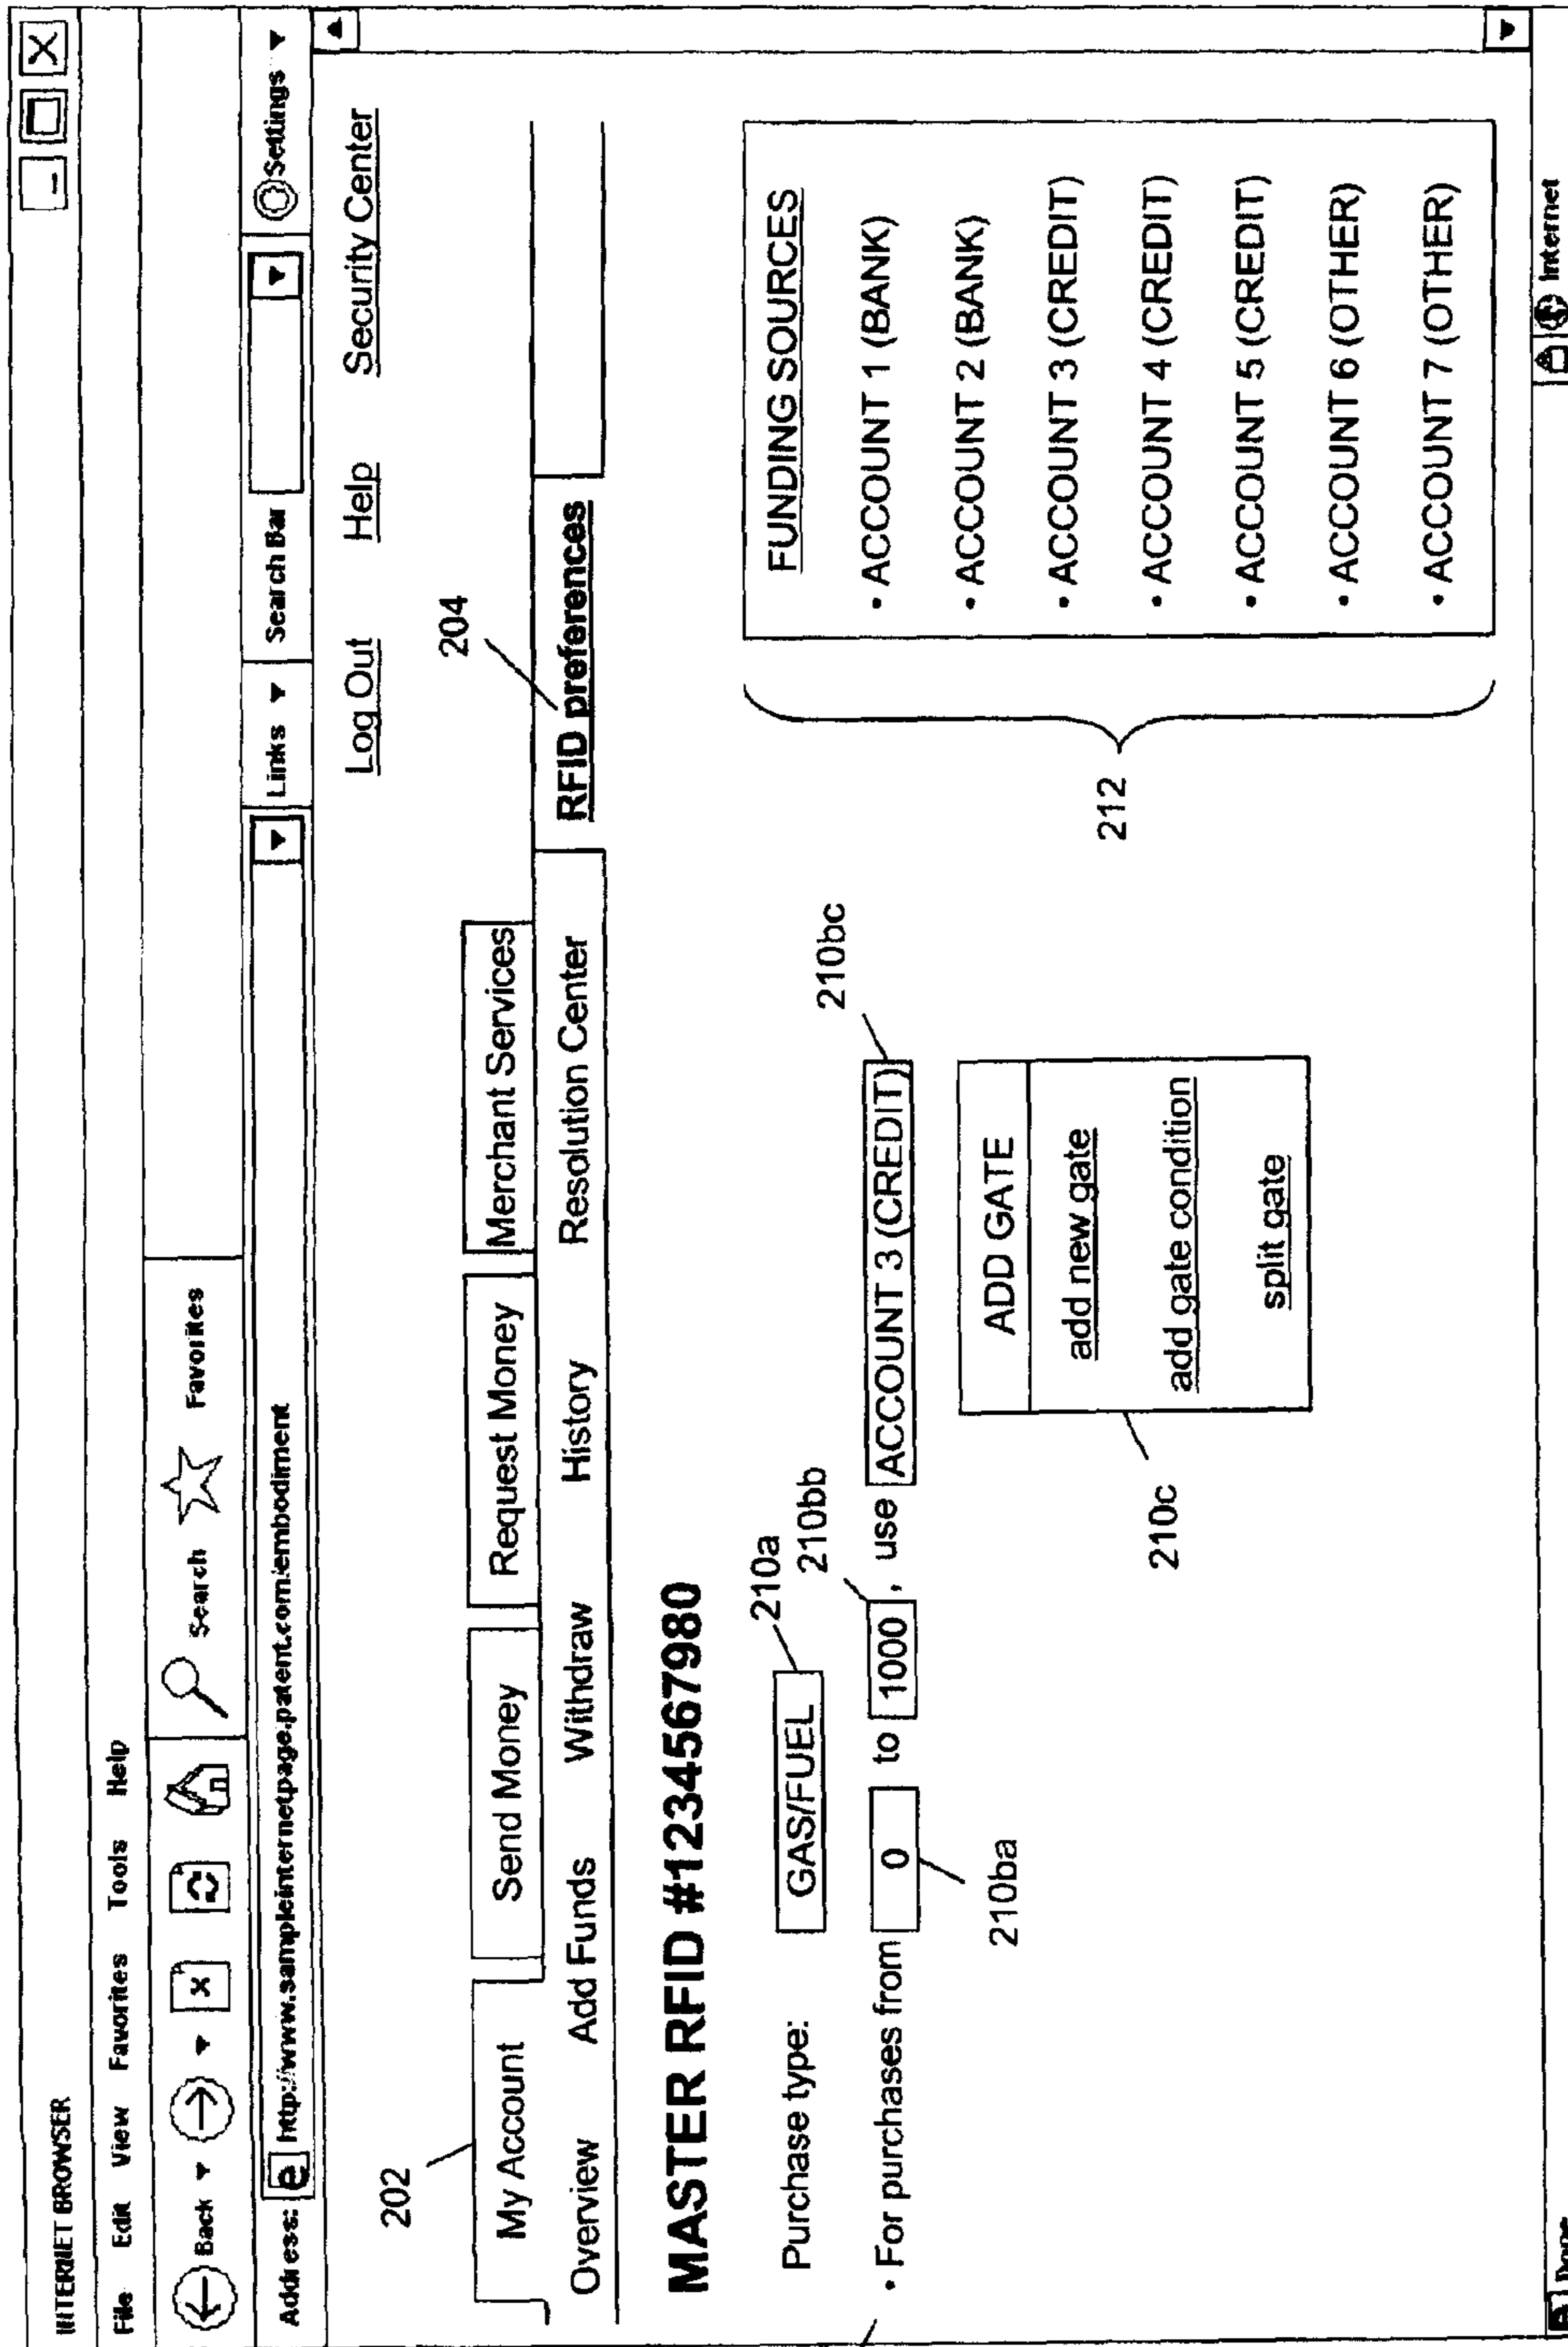 INTERNET BROWSER
File Edit View Favorites Tools Help
Back Search Favorites
Address: http://www.sampleinternetpage.patent.com/embodiment Links Search Bar Settings
Log Out Help Security Center
202
204
My Account Send Money Request Money Merchant Services
Overview Add Funds Withdraw History Resolution Center RFID preferences
MASTER RFID #1234567980
Purchase type: GAS/FUEL
210a
210bb
210bc
• For purchases from 0 to 1000, use ACCOUNT 3 (CREDIT)
210ba
210c
ADD GATE
add new gate
add gate condition
split gate
212
FUNDING SOURCES
• ACCOUNT 1 (BANK)
• ACCOUNT 2 (BANK)
• ACCOUNT 3 (CREDIT)
• ACCOUNT 4 (CREDIT)
• ACCOUNT 5 (CREDIT)
• ACCOUNT 6 (OTHER)
• ACCOUNT 7 (OTHER)
Internet